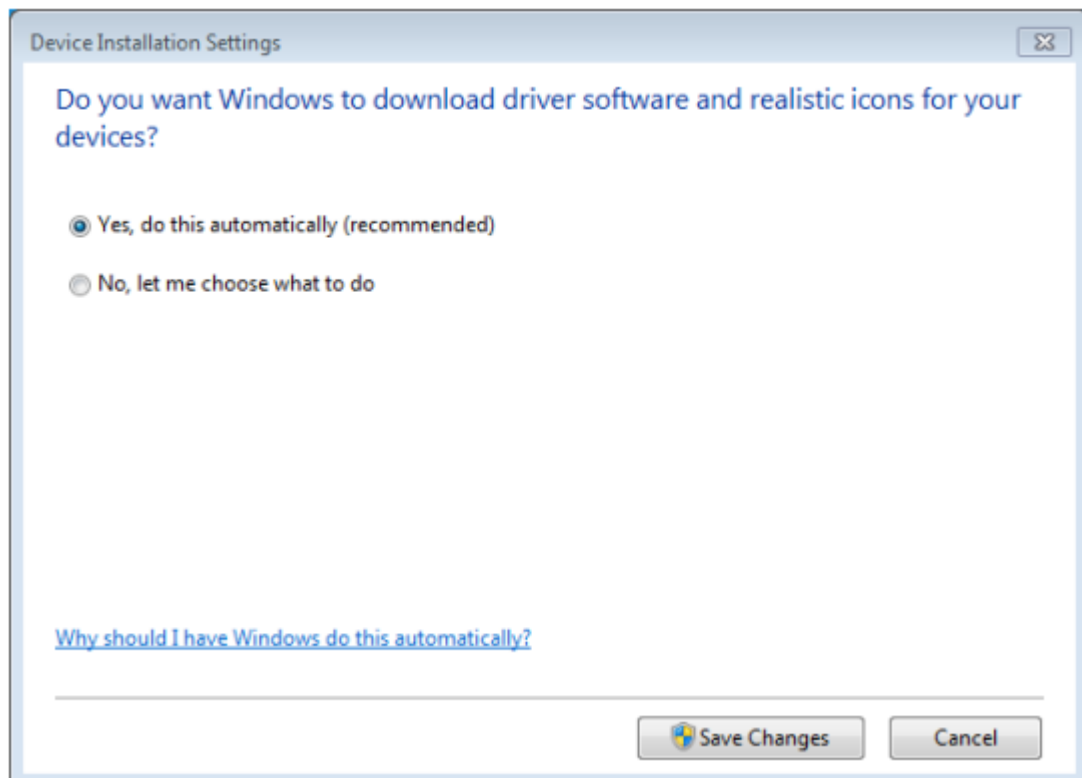 Device Installation Settings
Do you want Windows to download driver software and realistic icons for your
devices?
Yes, do this automatically (recommended)
No, let me choose what to do
Why should I have Windows do this automatically?
Save Changes
Cancel